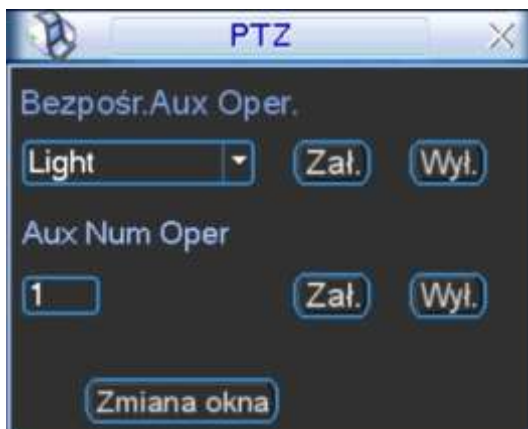 PTZ
Bezpośr.Aux Oper.
Light Zał. Wył.
Aux Num Oper
1 Zał. Wył.
Zmiana okna